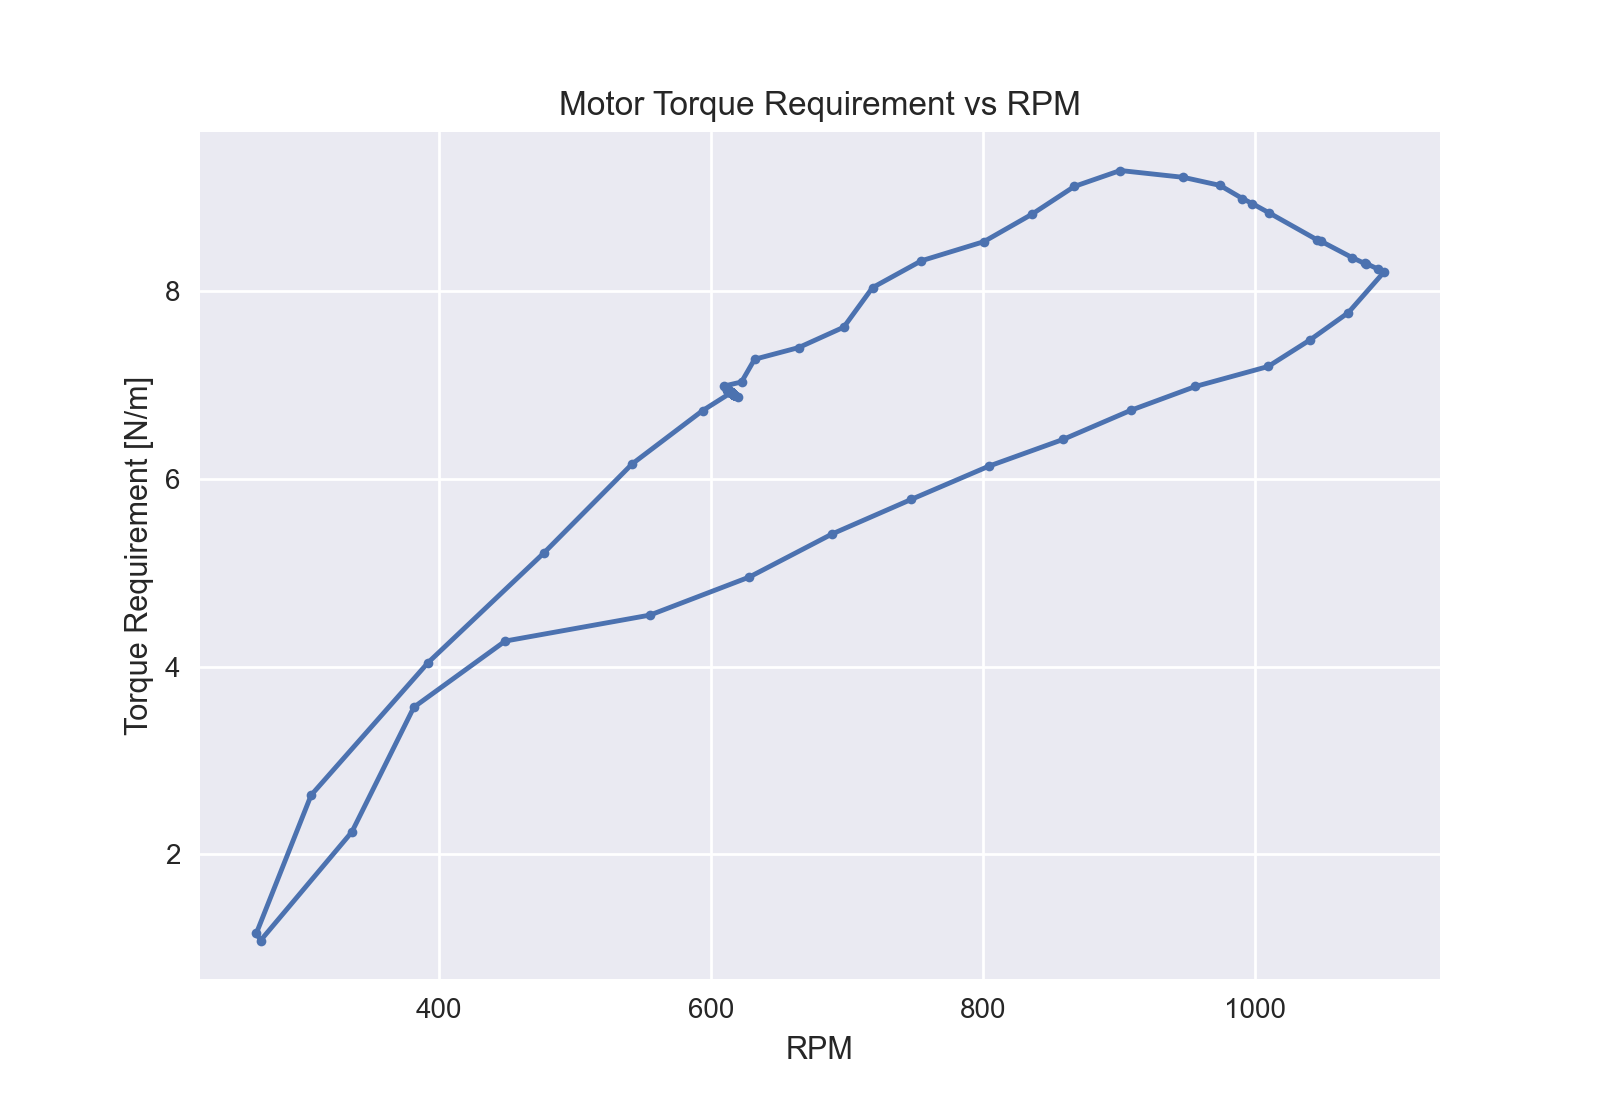 Motor Torque Requirement vs RPM
Torque Requirement [N/m]
8
6
4
2
400 600 800 1000
RPM